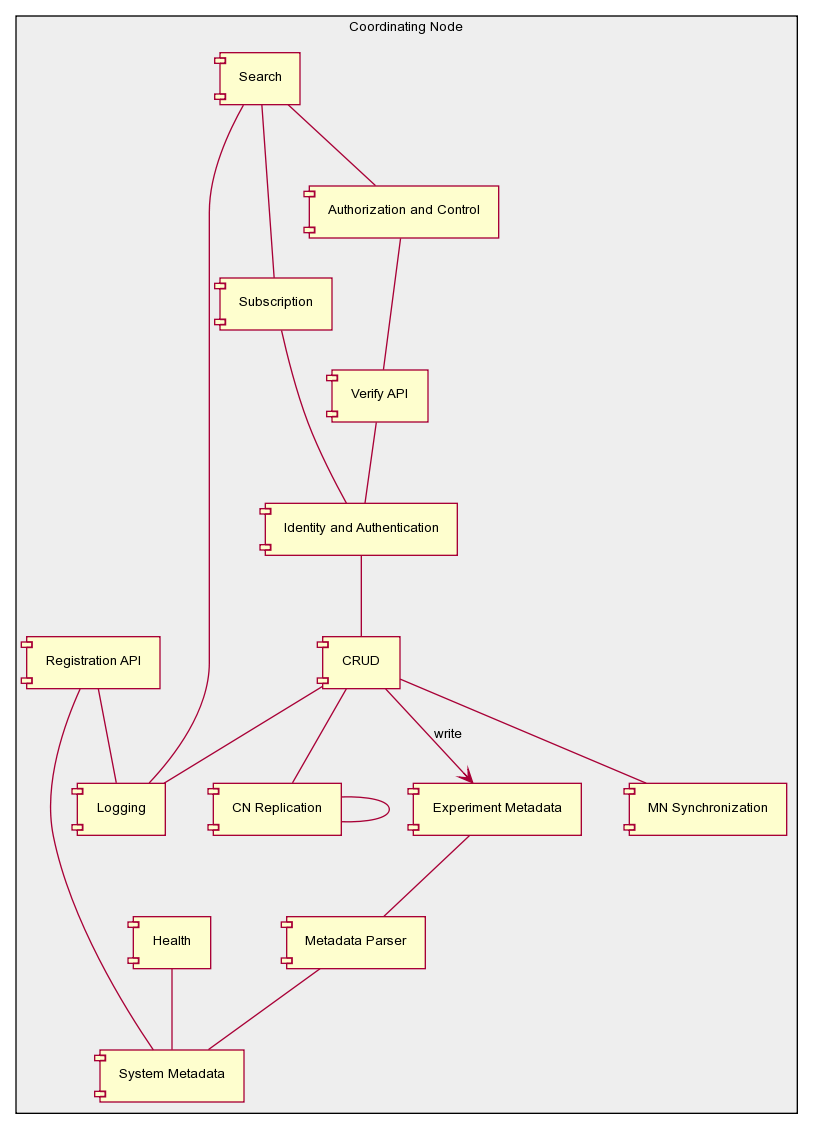 Coordinating Node
Search
Authorization and Control
Subscription
Verify API
Identity and Authentication
Registration API
CRUD
write
Logging
CN Replication
Experiment Metadata
MN Synchronization
Health
Metadata Parser
System Metadata